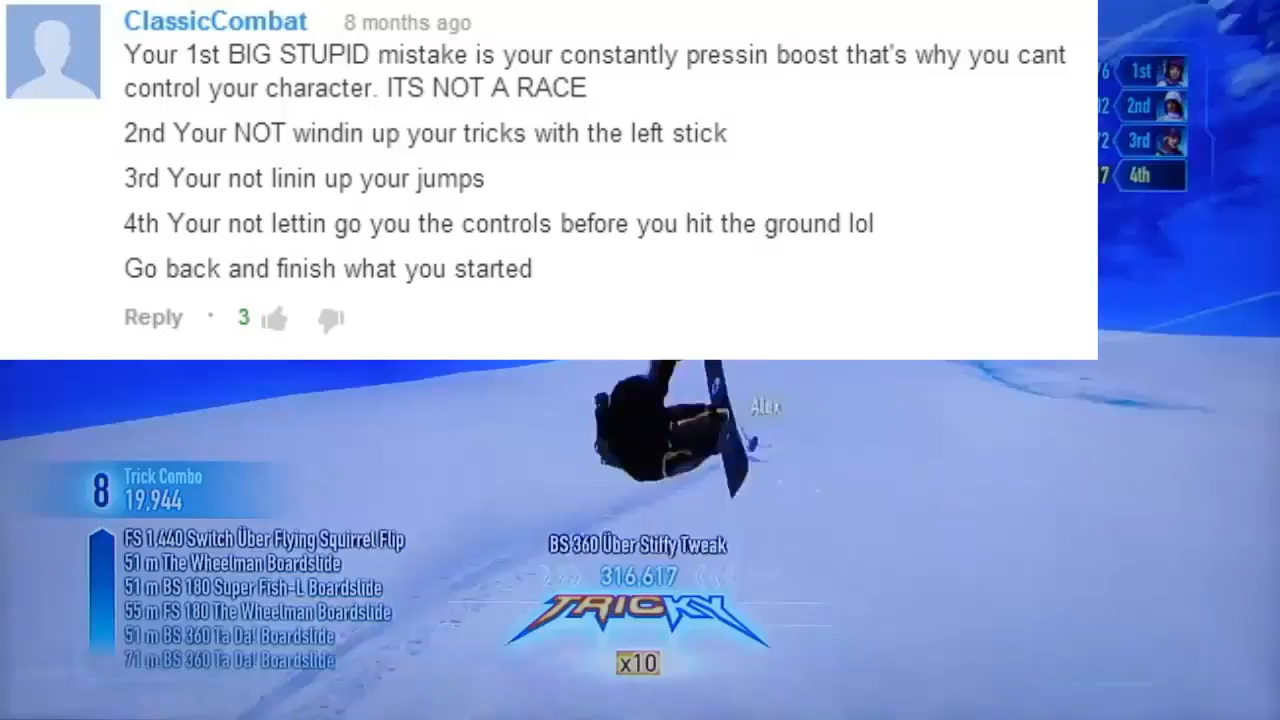 ClassicCombat 8 months ago
Your 1st BIG STUPID mistake is your constantly pressin boost that's why you cant
control your character. ITS NOT A RACE
2nd Your NOT windin up your tricks with the left stick
3rd Your not linin up your jumps
4th Your not lettin go you the controls before you hit the ground lol
Go back and finish what you started
Reply · 3
6 1st
12 2nd
2 3rd
7 4th
Alex
8 Trick Combo
19,944
FS 1,440 Switch Über Flying Squirrel Flip
51 m The Wheelman Boardslide
51 m BS 180 Super Fish-L Boardslide
55 m FS 180 The Wheelman Boardslide
51 m BS 360 Ta Da! Boardslide
71 m BS 360 Ta Da! Boardslide
BS 360 Über Stiffy Tweak
316,617
TRICKY
x10